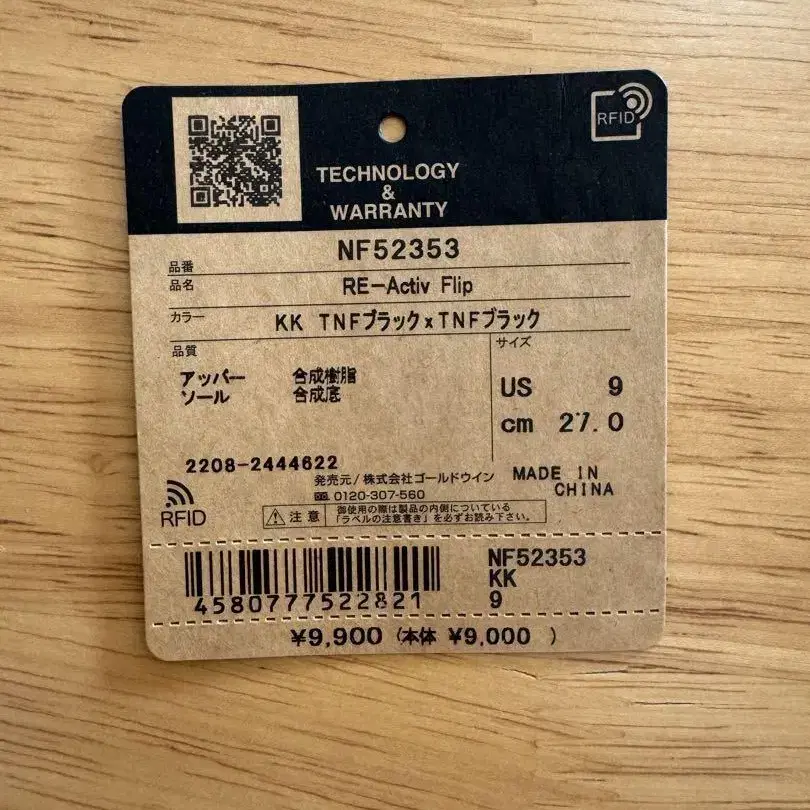 RFID
TECHNOLOGY
&
WARRANTY
品番 NF52353
品名 RE-Activ Flip
カラー KK TNFブラックxTNFブラック
品質
サイズ
アッパー 合成樹脂
ソール 合成底
US 9
cm 27.0
2208-2444622
発売元/株式会社ゴールドウイン
0120-307-560
MADE IN
CHINA
RFID
注意
御使用の際は製品の内側についている
「ラベルの注意書き」を必ずお読み下さい。
4580777522821
NF52353
KK
9
¥9,900 (本体 ¥9,000 )